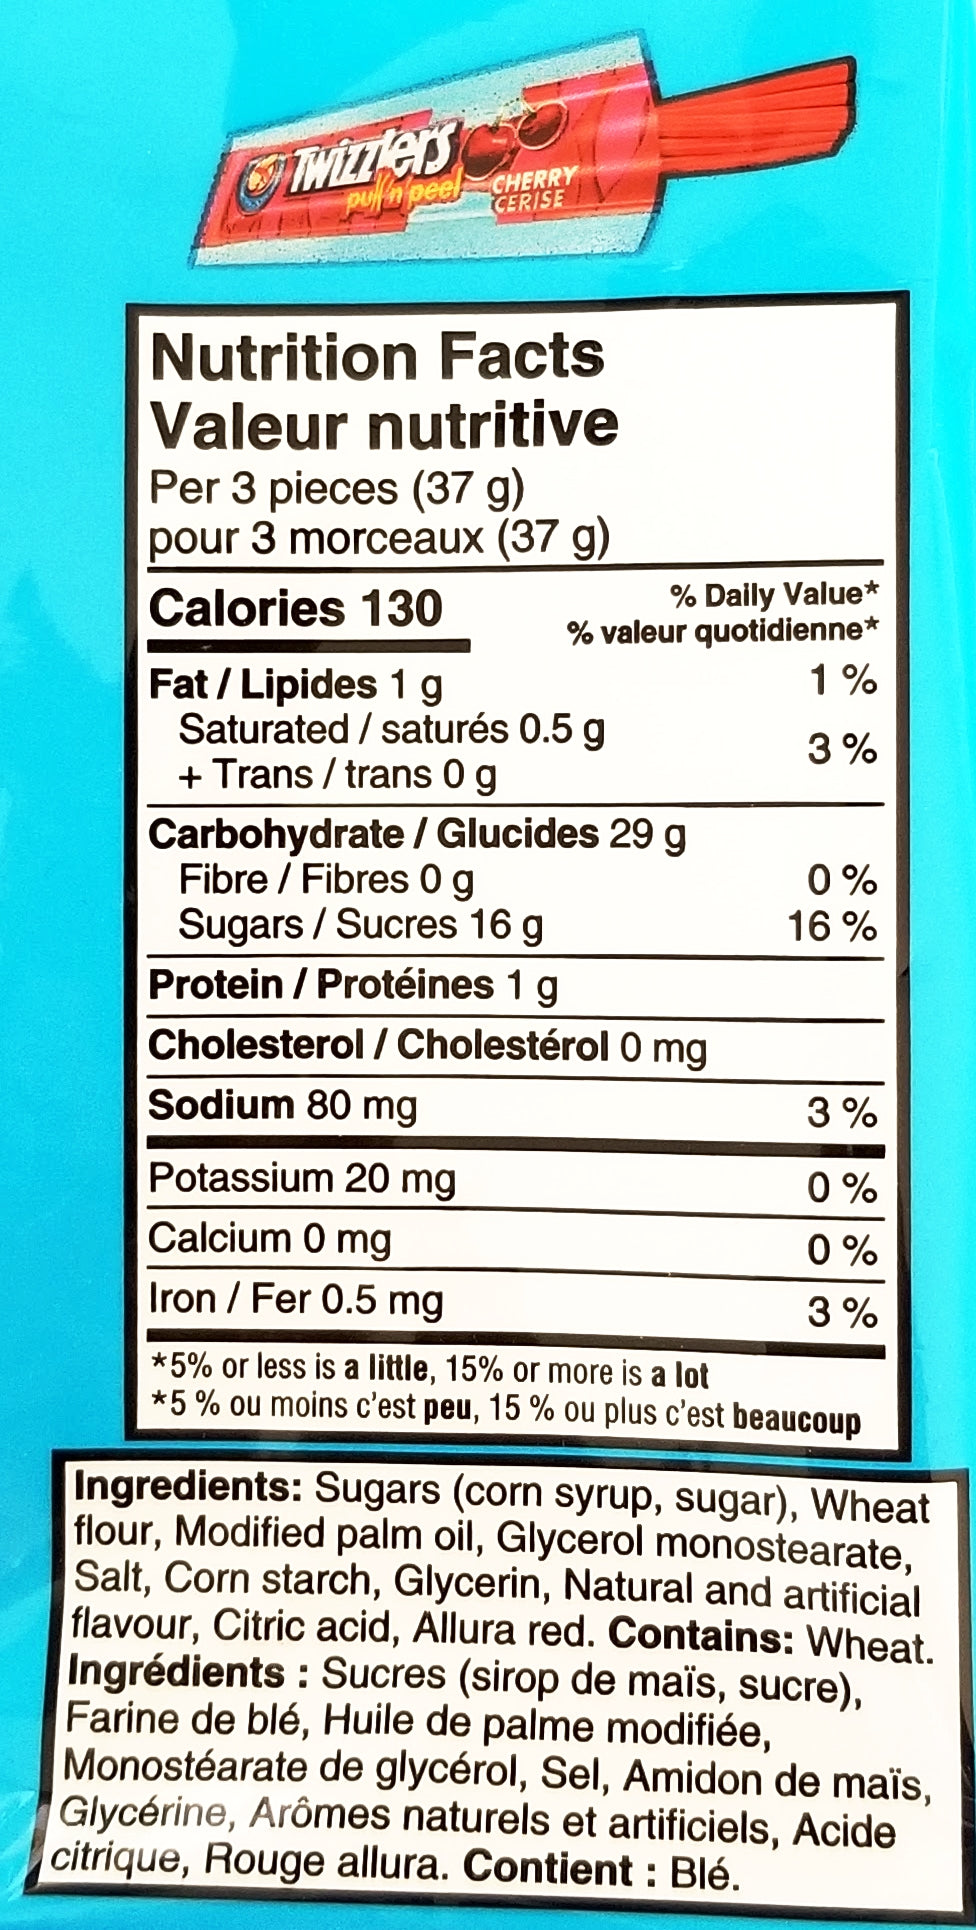 TWIZZlers
pull'n'peel
CHERRY
CERISE
Nutrition Facts
Valeur nutritive
Per 3 pieces (37 g)
pour 3 morceaux (37 g)
Calories 130
% Daily Value*
% valeur quotidienne*
Fat / Lipides 1 g 1 %
Saturated / saturés 0.5 g
+ Trans / trans 0 g 3 %
Carbohydrate / Glucides 29 g
Fibre / Fibres 0 g 0 %
Sugars / Sucres 16 g 16 %
Protein / Protéines 1 g
Cholesterol / Cholestérol 0 mg
Sodium 80 mg 3 %
Potassium 20 mg 0 %
Calcium 0 mg 0 %
Iron / Fer 0.5 mg 3 %
*5% or less is a little, 15% or more is a lot
*5 % ou moins c'est peu, 15 % ou plus c'est beaucoup
Ingredients: Sugars (corn syrup, sugar), Wheat
flour, Modified palm oil, Glycerol monostearate,
Salt, Corn starch, Glycerin, Natural and artificial
flavour, Citric acid, Allura red. Contains: Wheat.
Ingrédients : Sucres (sirop de maïs, sucre),
Farine de blé, Huile de palme modifiée,
Monostéarate de glycérol, Sel, Amidon de maïs,
Glycérine, Arômes naturels et artificiels, Acide
citrique, Rouge allura. Contient : Blé.